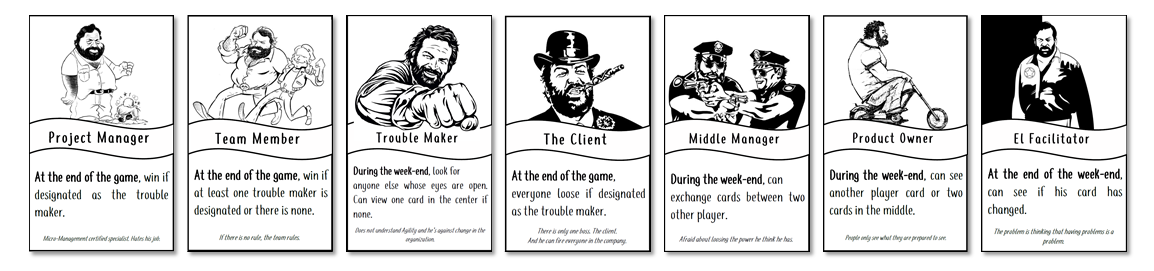 Project Manager
At the end of the game, win if
designated as the trouble
maker.
Micro-Management certified specialist. Hates his job.
Team Member
At the end of the game, win if
at least one trouble maker is
designated or there is none.
If there is no rule, the team rules.
Trouble Maker
During the week-end, look for
anyone else whose eyes are open.
Can view one card in the center if
none.
Does not understand Agility and he's against change in the
organization.
The Client
At the end of the game,
everyone loose if designated
as the trouble maker.
There is only one boss. The client.
And he can fire everyone in the company.
Middle Manager
During the week-end, can
exchange cards between two
other player.
Afraid about loosing the power he think he has.
Product Owner
During the week-end, can see
another player card or two
cards in the middle.
People only see what they are prepared to see.
El Facilitator
At the end of the week-end,
can see if his card has
changed.
The problem is thinking that having problems is a
problem.